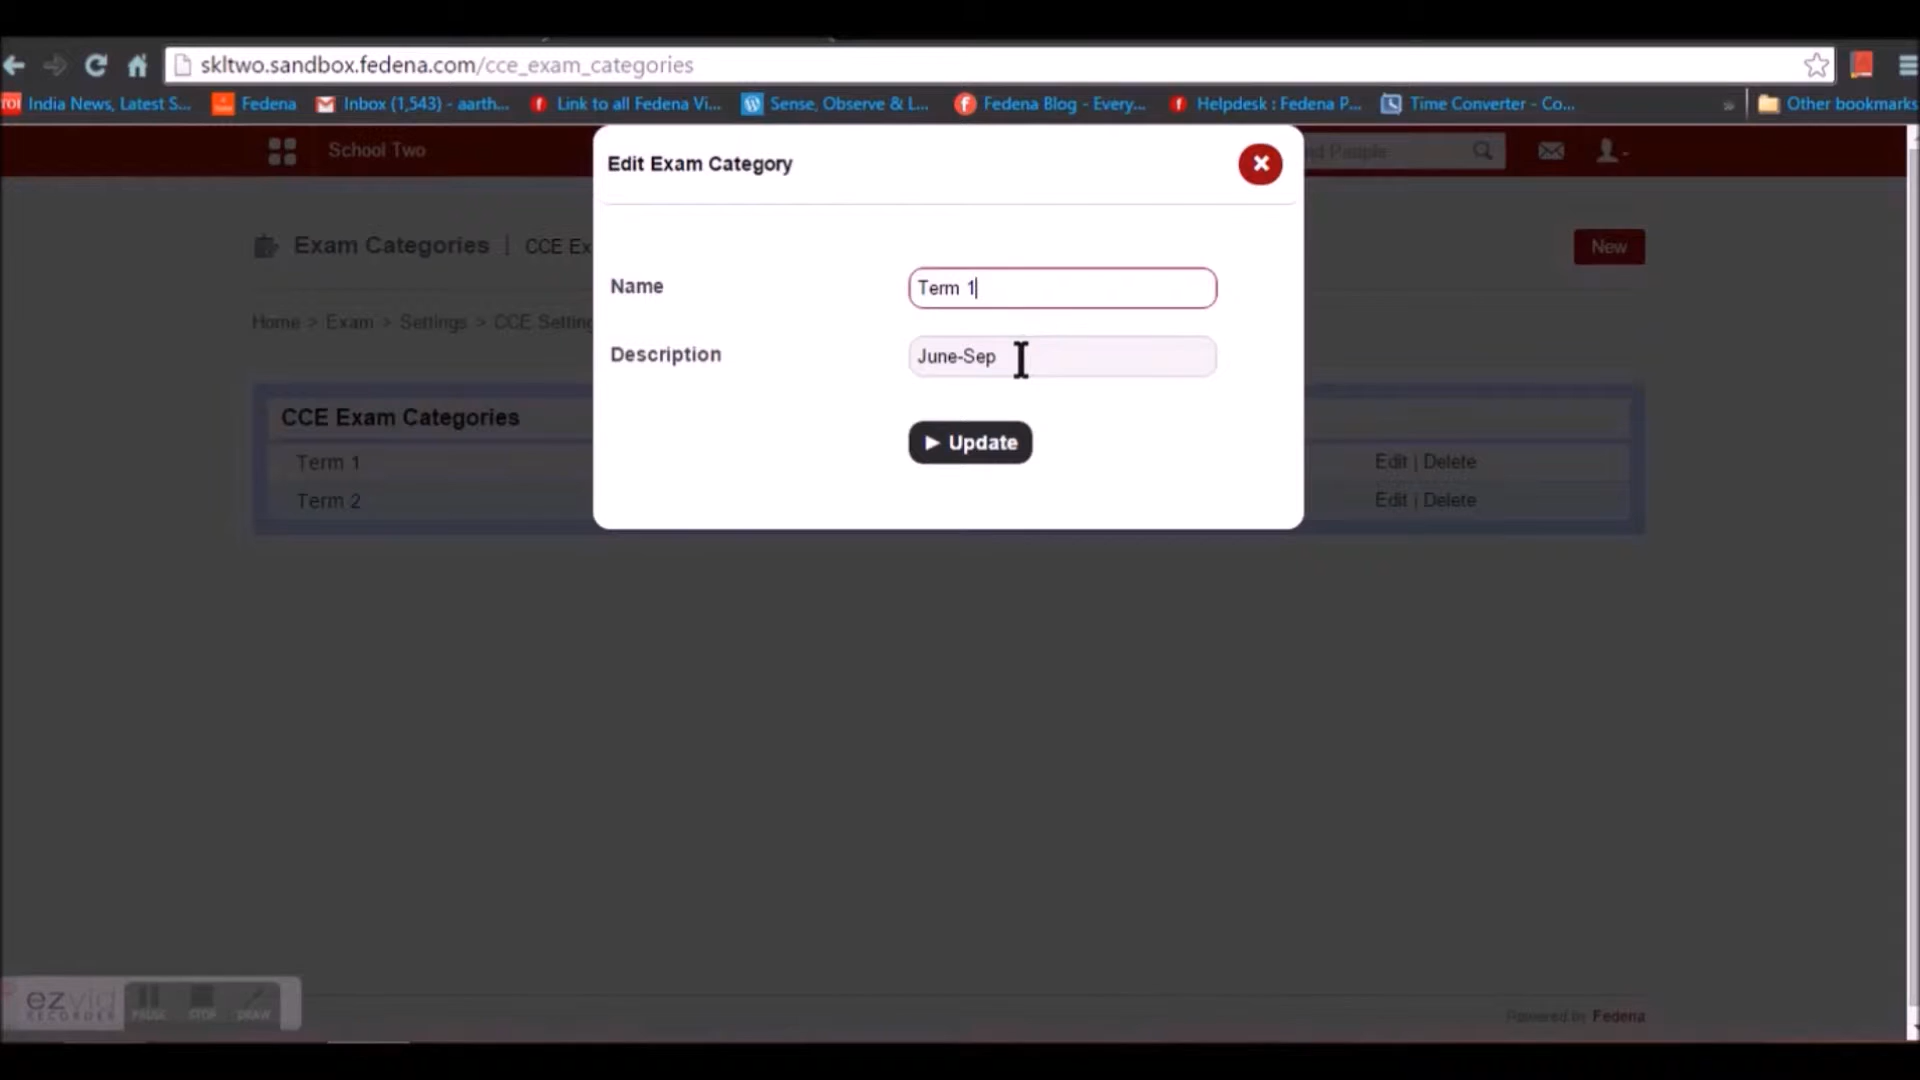 skltwo.sandbox.fedena.com/cce_exam_categories
India News, Latest S... Fedena Inbox (1,543) - aarth... Link to all Fedena Vi... Sense, Observe & L... Fedena Blog - Every... Helpdesk : Fedena P... Time Converter - Co... » Other bookmarks
School Two
nd People
Edit Exam Category
Exam Categories | CCE Ex
New
Name Term 1
Home > Exam > Settings > CCE Setting
Description June-Sep
CCE Exam Categories
Update
Term 1 Edit | Delete
Term 2 Edit | Delete
ezvid
RECORDER PAUSE STOP DRAW
Powered By Fedena